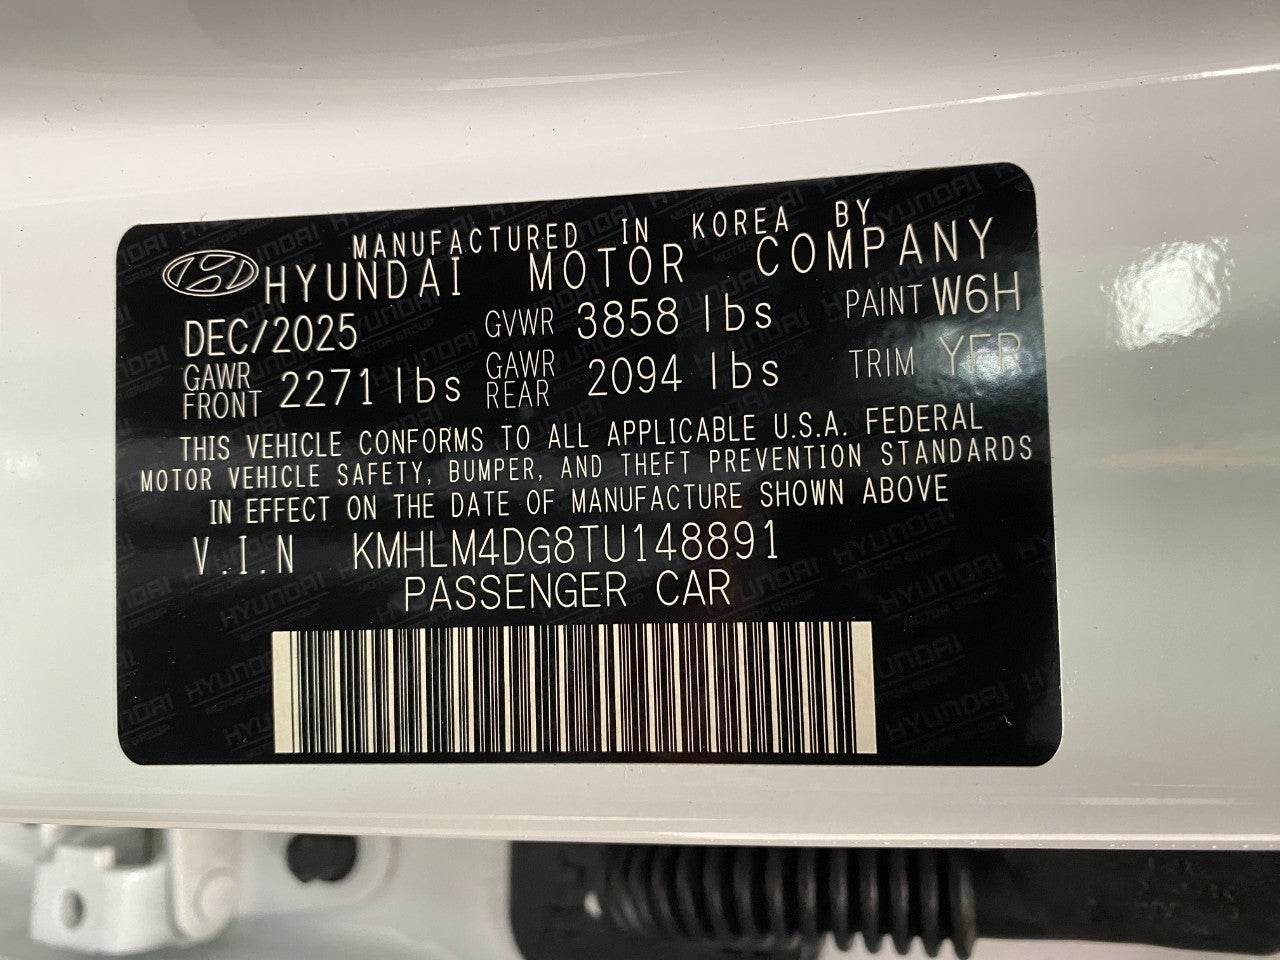 MANUFACTURED IN KOREA BY
HYUNDAI MOTOR COMPANY
DEC/2025 GVWR 3858 lbs PAINT W6H
GAWR FRONT 2271 lbs GAWR REAR 2094 lbs TRIM YFR
THIS VEHICLE CONFORMS TO ALL APPLICABLE U.S.A. FEDERAL
MOTOR VEHICLE SAFETY, BUMPER, AND THEFT PREVENTION STANDARDS
IN EFFECT ON THE DATE OF MANUFACTURE SHOWN ABOVE
V.I.N KMHLM4DG8TU148891
PASSENGER CAR